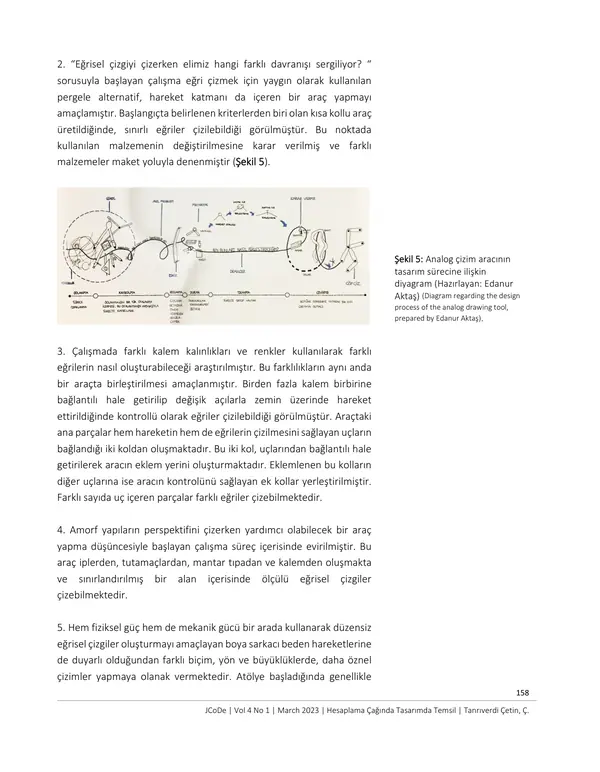 2. “Eğrisel çizgiyi çizerken elimiz hangi farklı davranışı sergiliyor? “
sorusuyla başlayan çalışma eğri çizmek için yaygın olarak kullanılan
pergele alternatif, hareket katmanı da içeren bir araç yapmayı
amaçlamıştır. Başlangıçta belirlenen kriterlerden biri olan kısa kollu araç
üretildiğinde, sınırlı eğriler çizilebildiği görülmüştür. Bu noktada
kullanılan malzemenin değiştirilmesine karar verilmiş ve farklı
malzemeler maket yoluyla denenmiştir (Şekil 5).
Şekil 5: Analog çizim aracının
tasarım sürecine ilişkin
diyagram (Hazırlayan: Edanur
Aktaş) (Diagram regarding the design
process of the analog drawing tool,
prepared by Edanur Aktaş),
3. Çalışmada farklı kalem kalınlıkları ve renkler kullanılarak farklı
eğrilerin nasıl oluşturabileceği araştırılmıştır. Bu farklılıkların aynı anda
bir araçta birleştirilmesi amaçlanmıştır. Birden fazla kalem birbirine
bağlantılı hale getirilip değişik açılarla zemin üzerinde hareket
ettirildiğinde kontrollü olarak eğriler çizilebildiği görülmüştür. Araçtaki
ana parçalar hem hareketin hem de eğrilerin çizilmesini sağlayan uçların
bağlandığı iki koldan oluşmaktadır. Bu iki kol, uçlarından bağlantılı hale
getirilerek aracın eklem yerini oluşturmaktadır. Eklemlenen bu kolların
diğer uçlarına ise aracın kontrolünü sağlayan ek kollar yerleştirilmiştir.
Farklı sayıda uç içeren parçalar farklı eğriler çizebilmektedir.
4. Amorf yapıların perspektifini çizerken yardımcı olabilecek bir araç
yapma düşüncesiyle başlayan çalışma süreç içerisinde evirilmiştir. Bu
araç iplerden, tutamaçlardan, mantar tıpadan ve kalemden oluşmakta
ve sınırlandırılmış bir alan içerisinde ölçülü eğrisel çizgiler
çizebilmektedir.
5. Hem fiziksel güç hem de mekanik gücü bir arada kullanarak düzensiz
eğrisel çizgiler oluşturmayı amaçlayan boya sarkacı beden hareketlerine
de duyarlı olduğundan farklı biçim, yön ve büyüklüklerde, daha öznel
çizimler yapmaya olanak vermektedir. Atölye başladığında genellikle
158
JCoDe | Vol 4 No 1 | March 2023 | Hesaplama Çağında Tasarımda Temsil | Tanrıverdi Çetin, Ç.